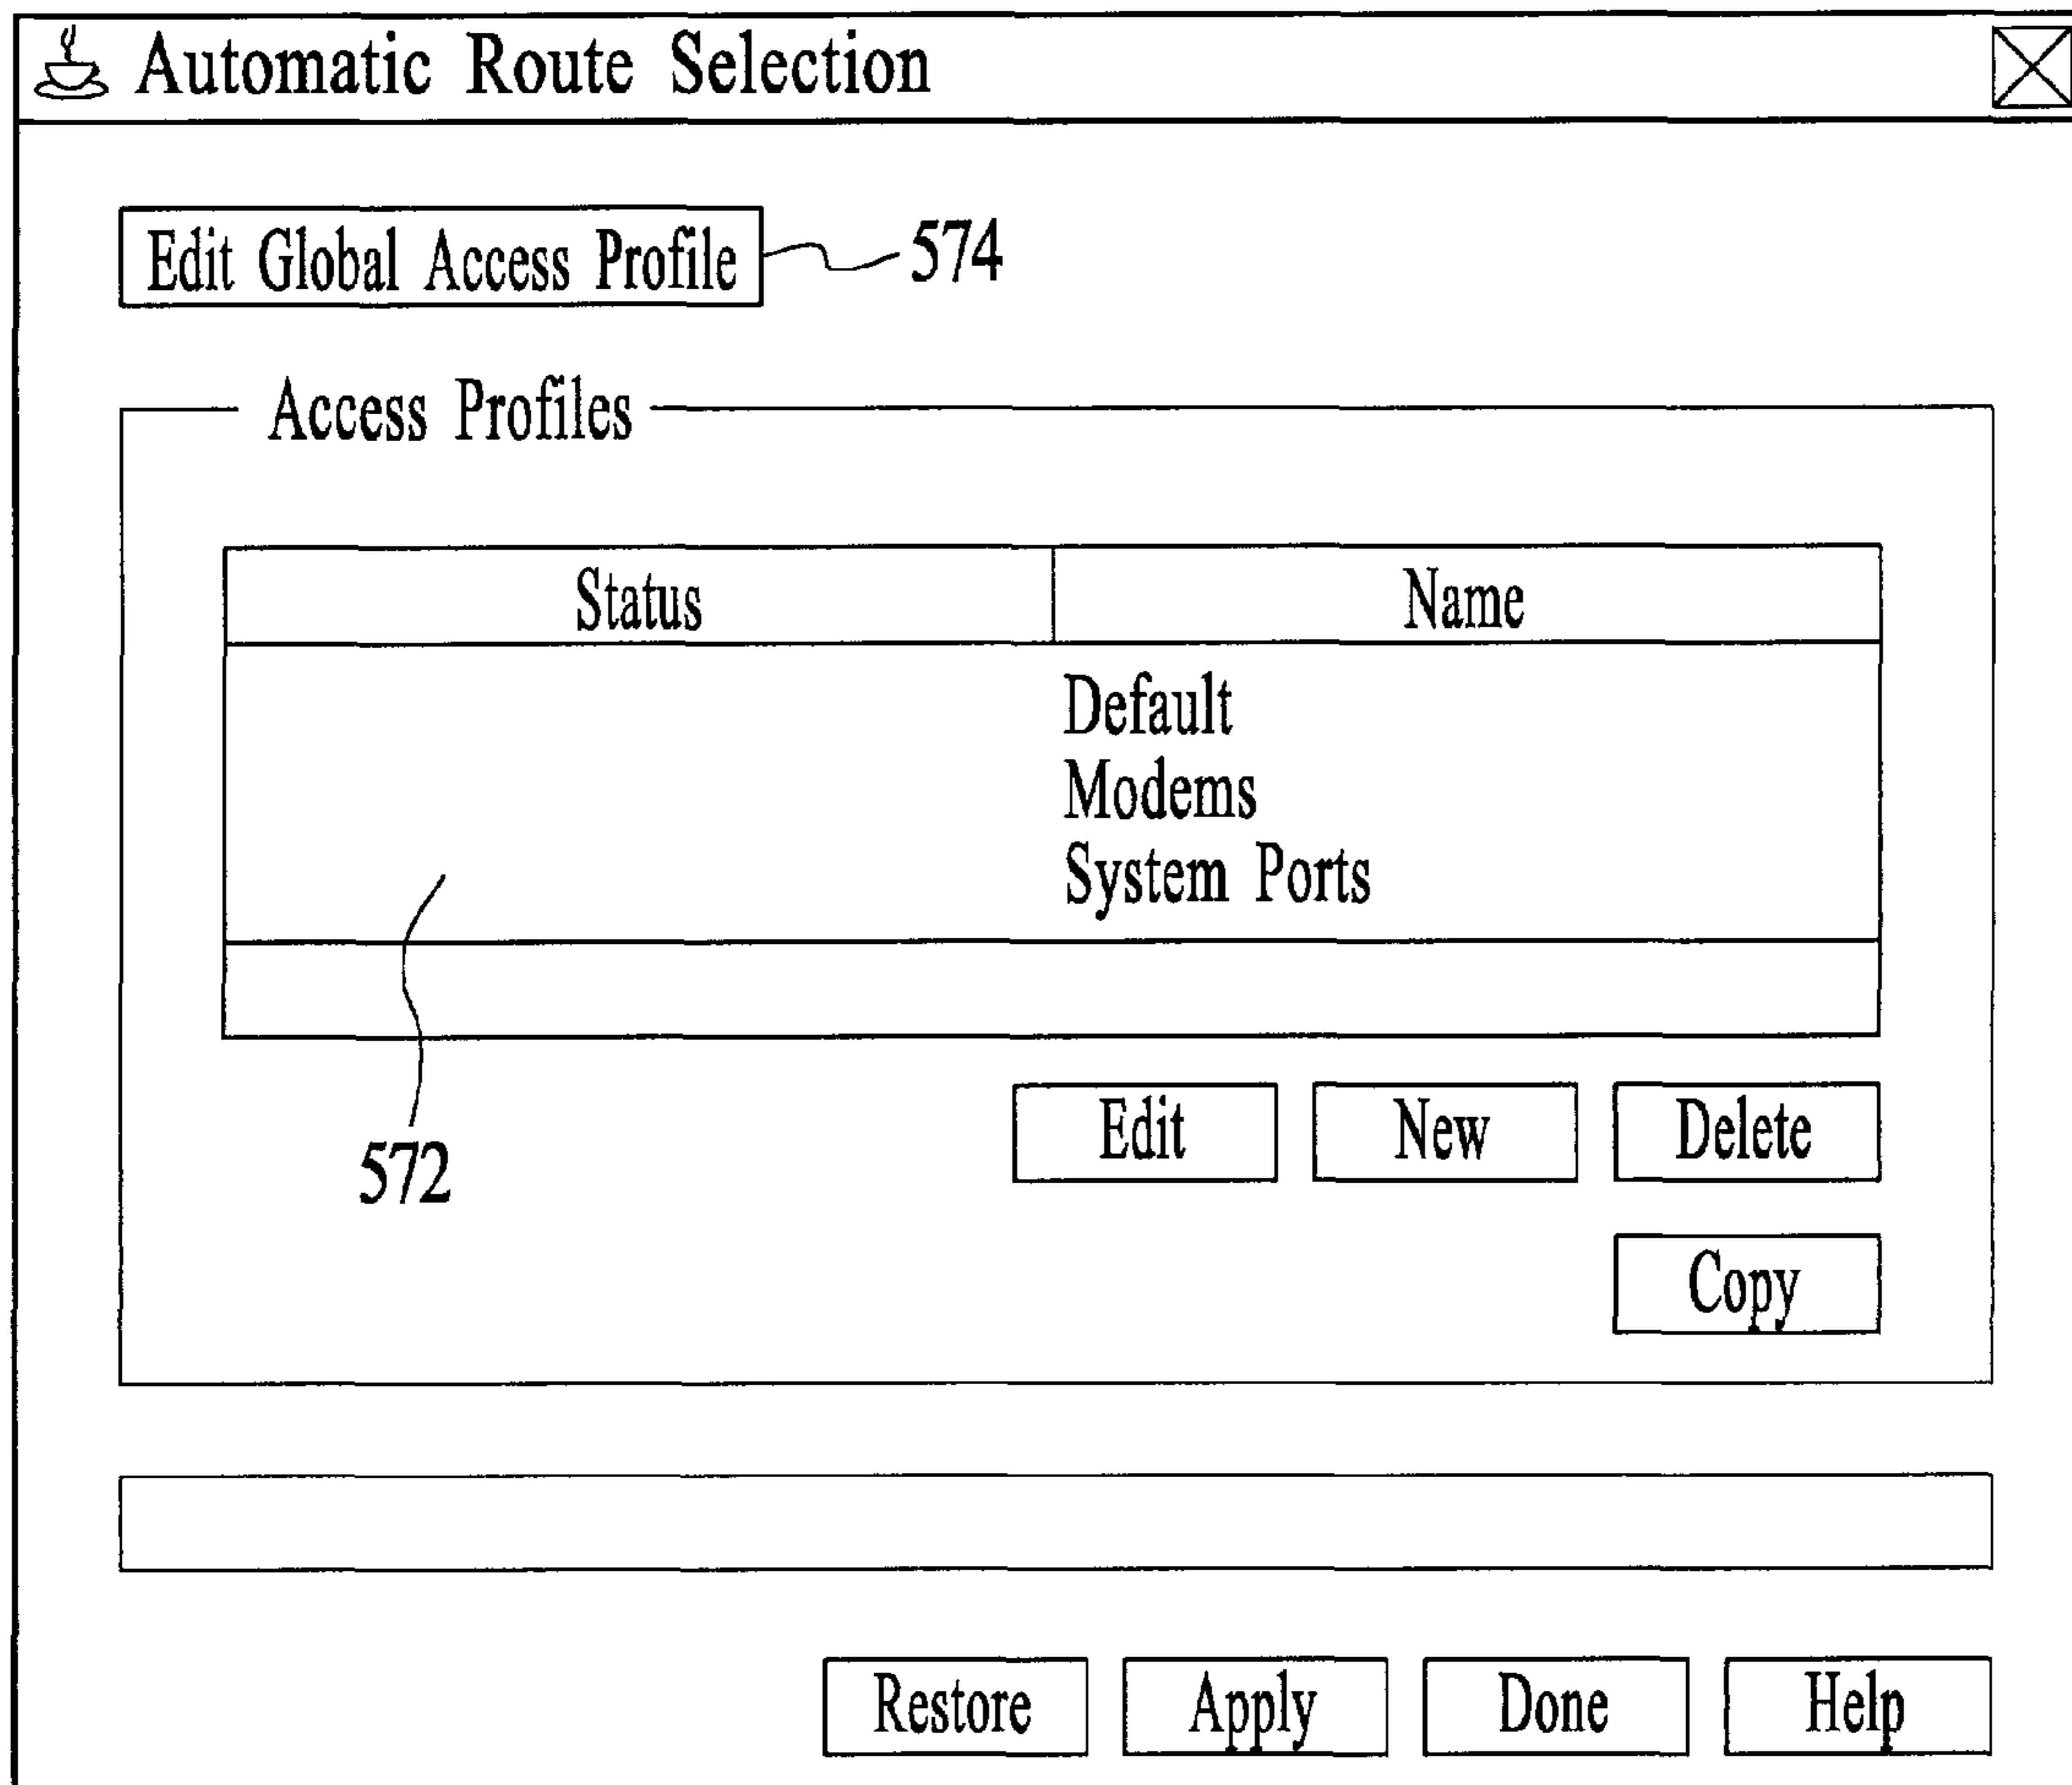 Automatic Route Selection
Edit Global Access Profile 574
Access Profiles
Status Name
Default
Modems
System Ports
572
Edit New Delete
Copy
Restore Apply Done Help